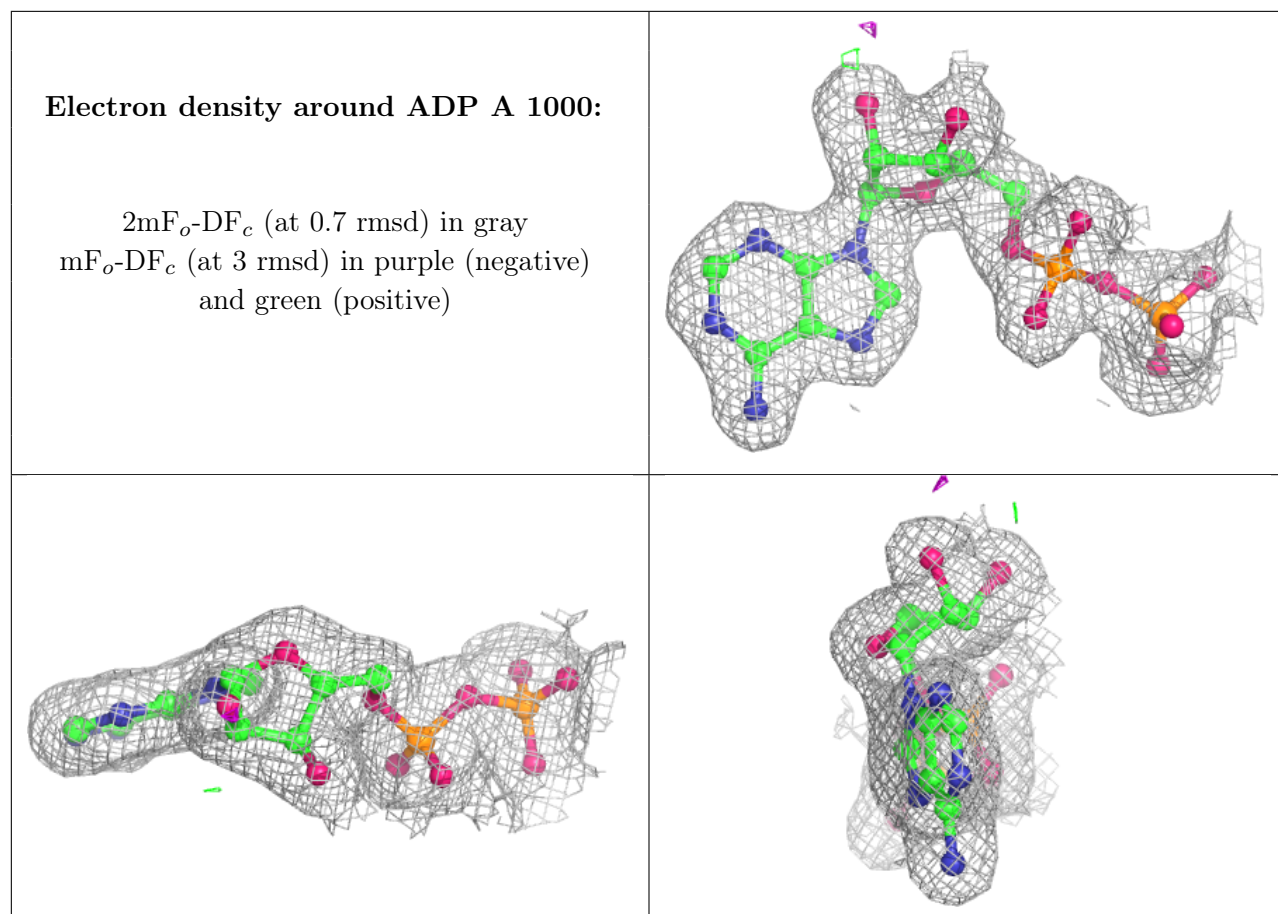 Electron density around ADP A 1000:
2mFo-DFc (at 0.7 rmsd) in gray
mFo-DFc (at 3 rmsd) in purple (negative)
and green (positive)